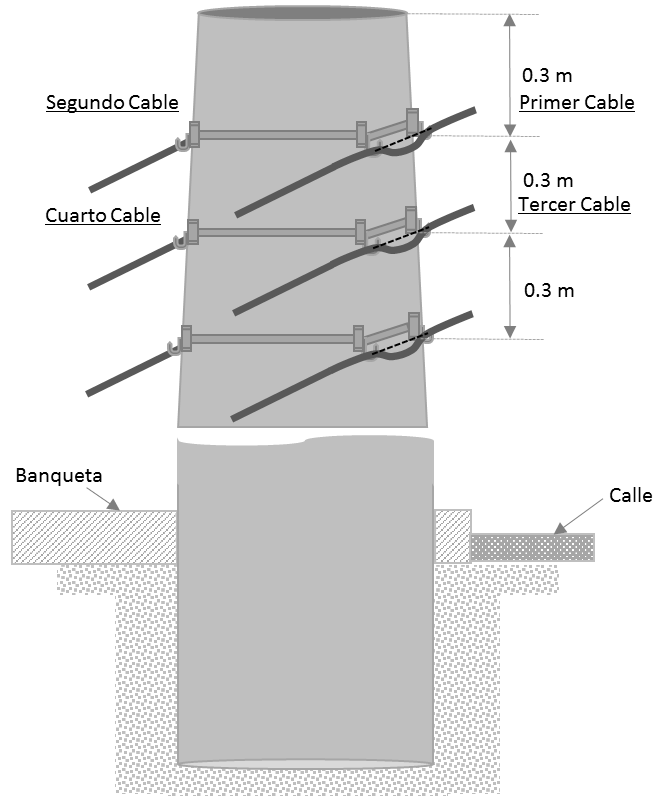 0.3 m
Segundo Cable
Primer Cable
0.3 m
Cuarto Cable
Tercer Cable
0.3 m
Banqueta
Calle